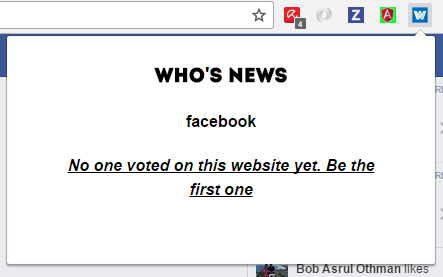 4
Z
A
W
WHO'S NEWS
facebook
No one voted on this website yet. Be the
first one
Bob Asrul Othman likes